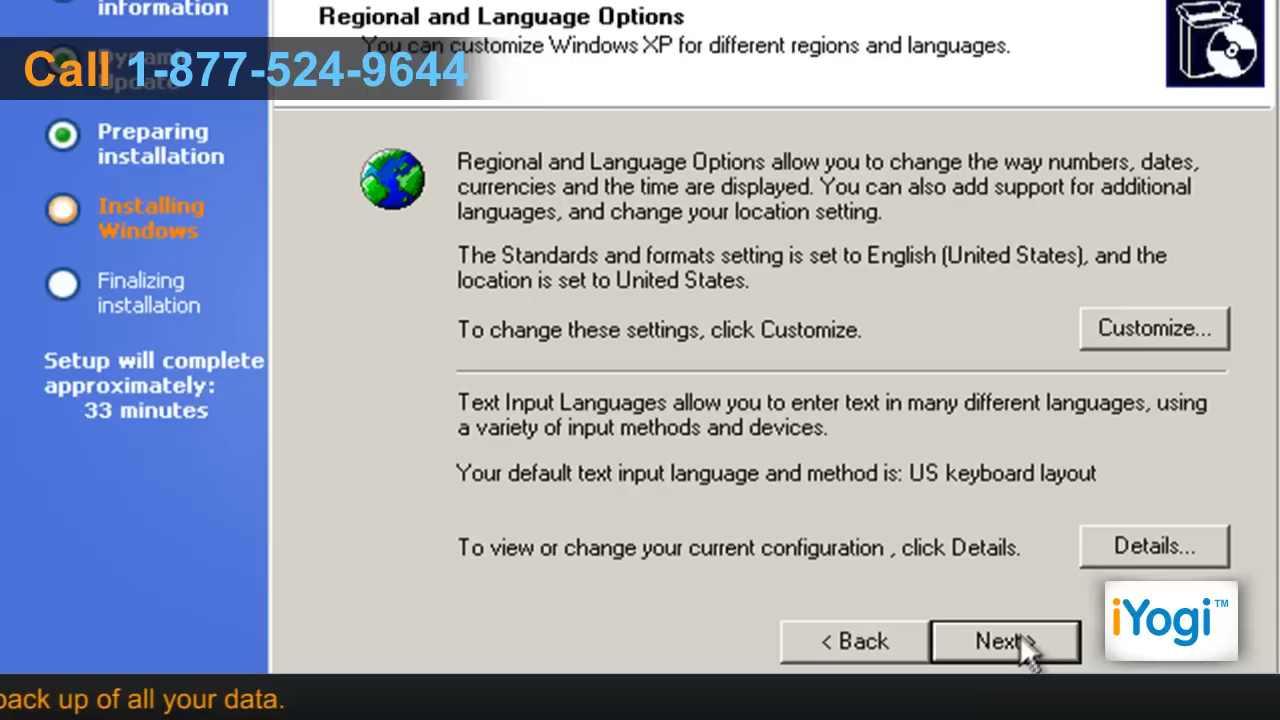 information
Regional and Language Options
You can customize Windows XP for different regions and languages.
Dynamic
Update
Call 1-877-524-9644
Preparing
installation
Installing
Windows
Finalizing
installation
Setup will complete
approximately:
33 minutes
Regional and Language Options allow you to change the way numbers, dates,
currencies and the time are displayed. You can also add support for additional
languages, and change your location setting.
The Standards and formats setting is set to English (United States), and the
location is set to United States.
To change these settings, click Customize.
Customize...
Text Input Languages allow you to enter text in many different languages, using
a variety of input methods and devices.
Your default text input language and method is: US keyboard layout
To view or change your current configuration , click Details.
Details...
< Back
Next >
iYogi™
back up of all your data.